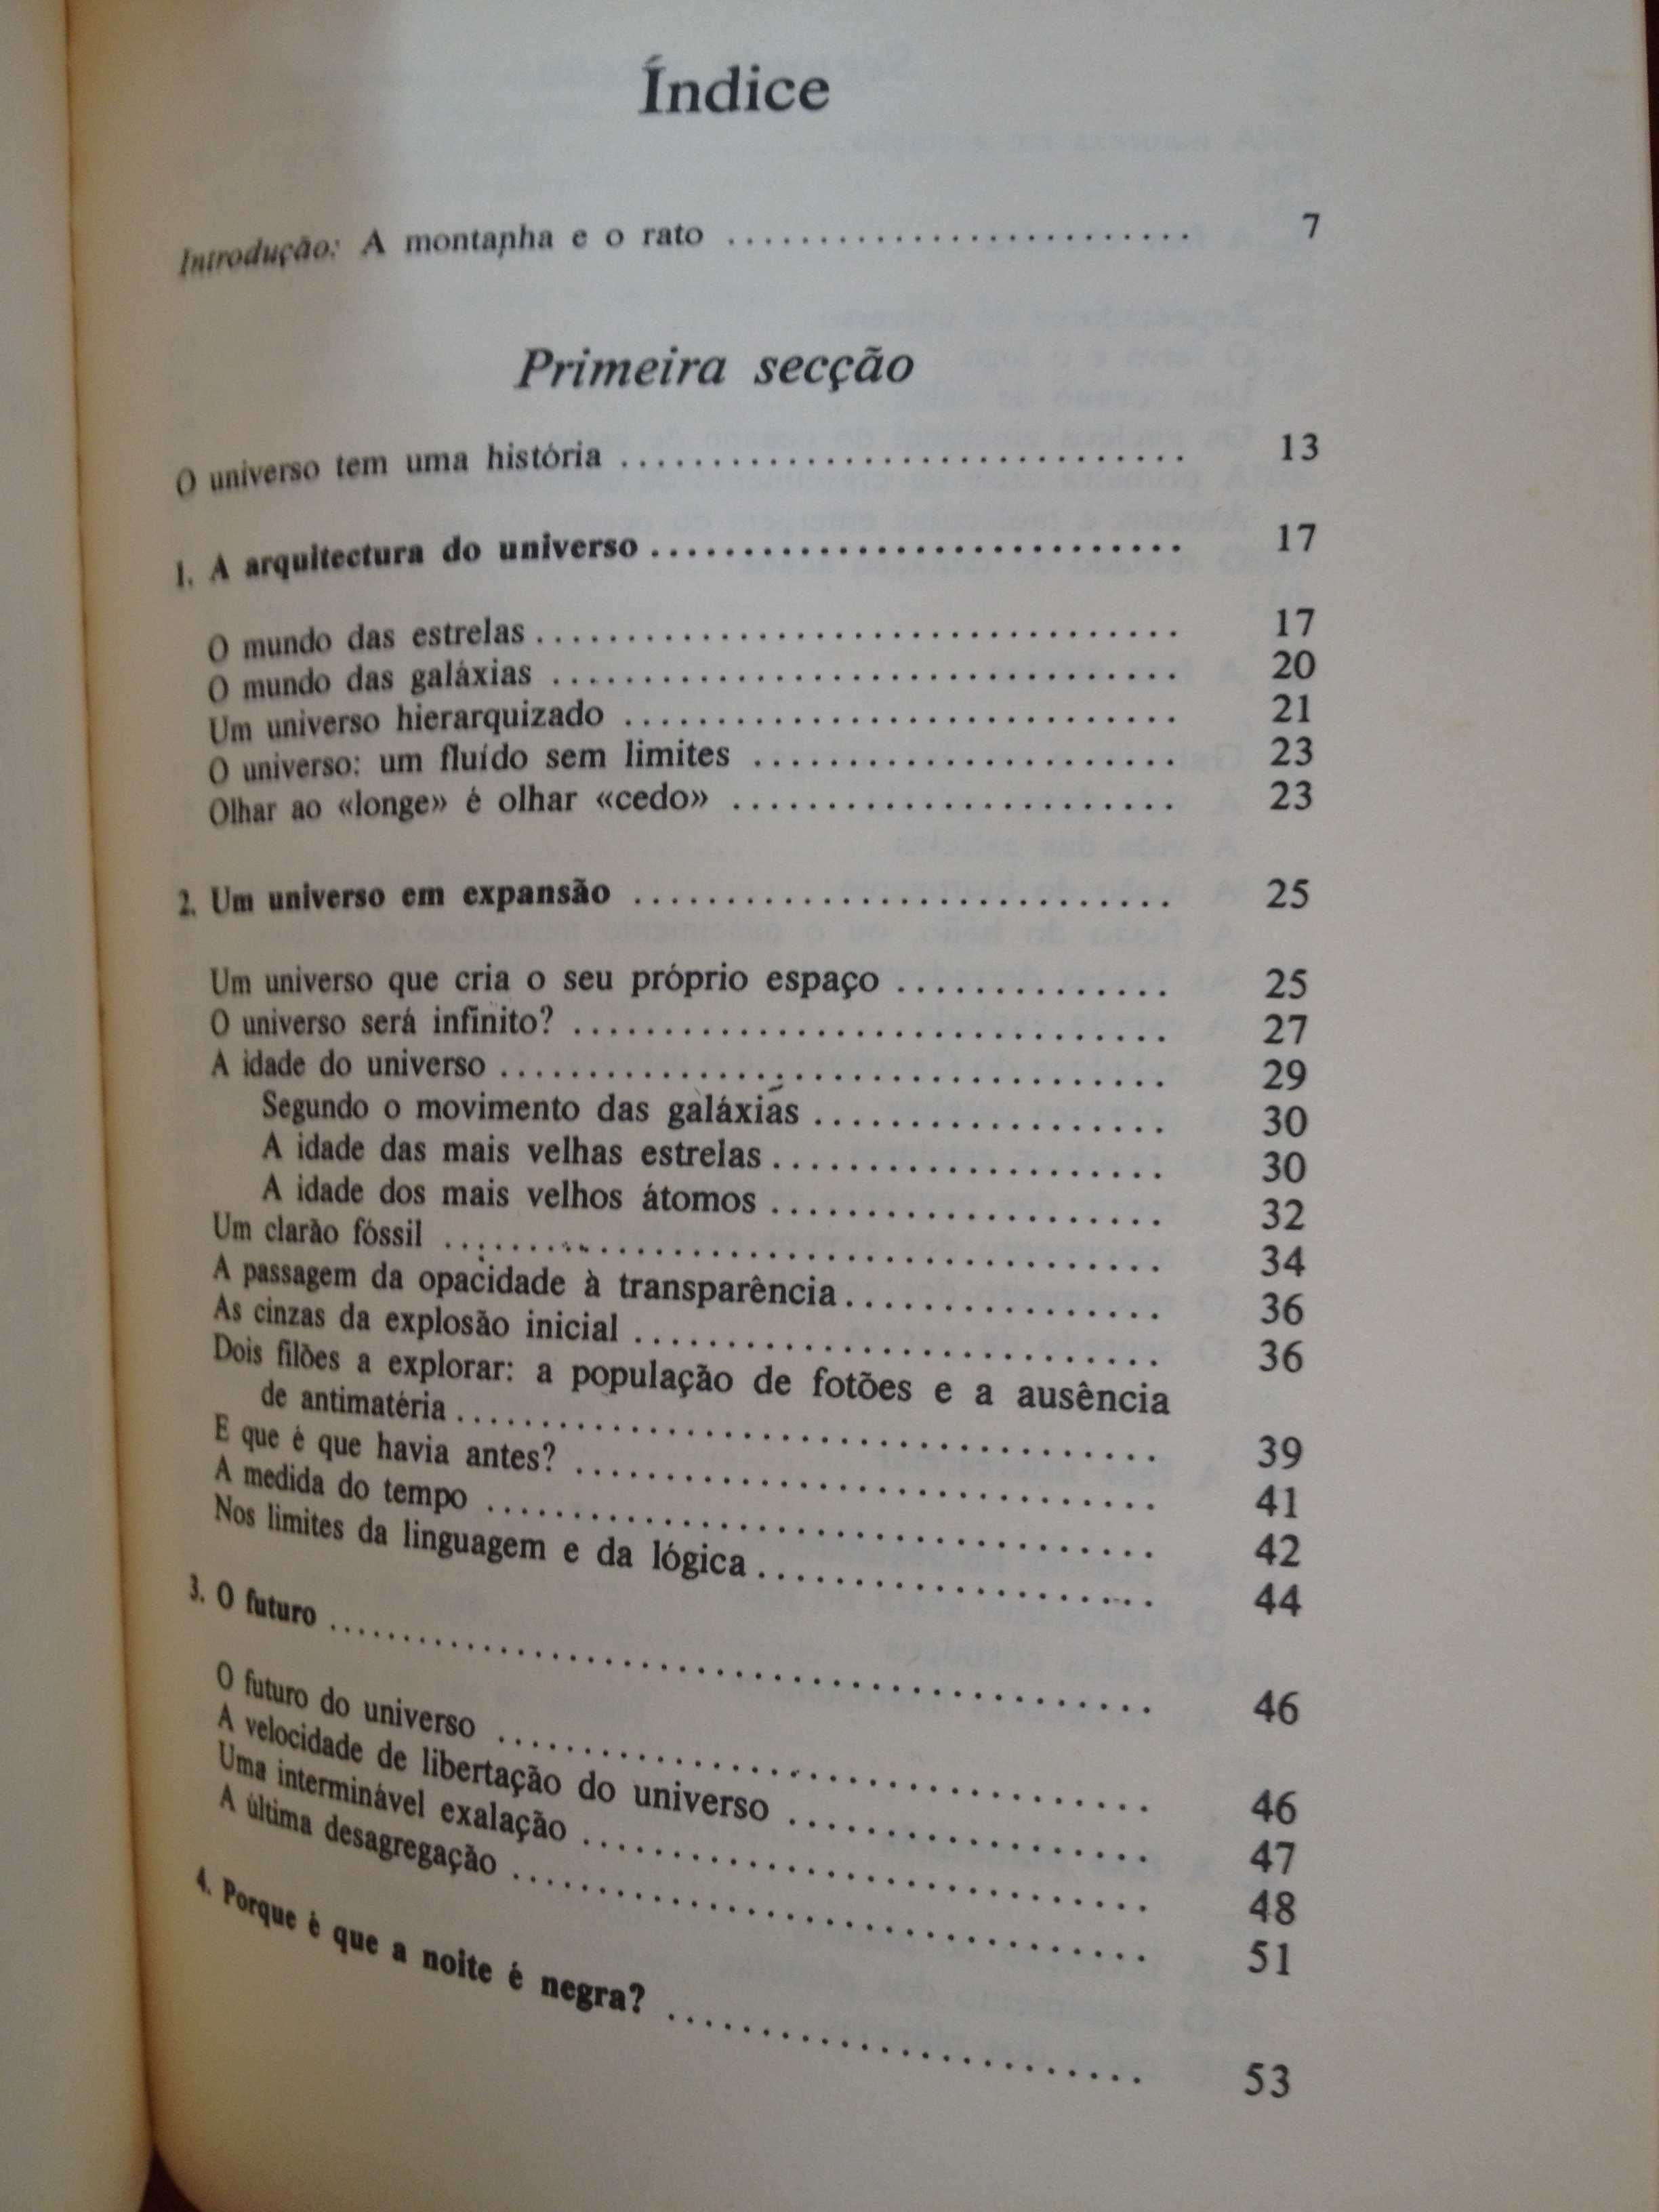 Índice
Introdução: A montanha e o rato .......................... 7
Primeira secção
O universo tem uma história ............................... 13
1. A arquitectura do universo ............................. 17
O mundo das estrelas ................................... 17
O mundo das galáxias .................................. 20
Um universo hierarquizado .............................. 21
O universo: um fluído sem limites ....................... 23
Olhar ao «longe» é olhar «cedo» ........................ 23
2. Um universo em expansão .............................. 25
Um universo que cria o seu próprio espaço ............... 25
O universo será infinito? ................................ 27
A idade do universo .................................... 29
Segundo o movimento das galáxias ................... 30
A idade das mais velhas estrelas ..................... 30
A idade dos mais velhos átomos ..................... 32
Um clarão fóssil ....................................... 34
A passagem da opacidade à transparência ................. 36
As cinzas da explosão inicial ............................ 36
Dois filões a explorar: a população de fotões e a ausência
de antimatéria ..................................... 39
E que é que havia antes? ............................... 41
A medida do tempo .................................... 42
Nos limites da linguagem e da lógica ..................... 44
3. O futuro ............................................. 46
O futuro do universo ................................... 46
A velocidade de libertação do universo ................... 47
Uma interminável exalação .............................. 48
A última desagregação .................................. 51
4. Porque é que a noite é negra? .......................... 53